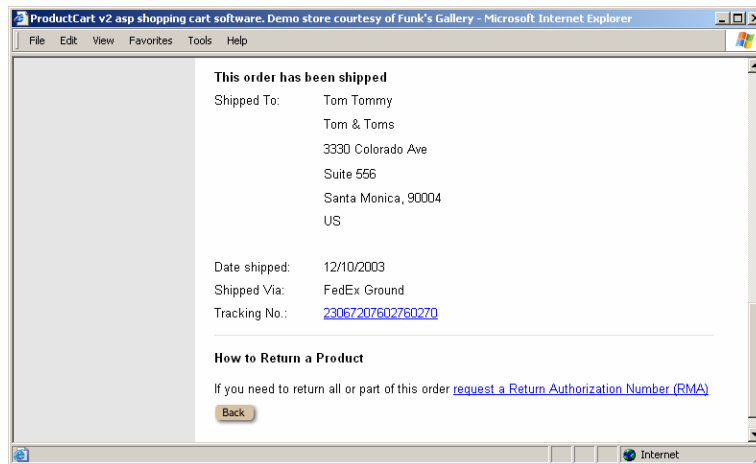 ProductCart v2 asp shopping cart software. Demo store courtesy of Funk's Gallery - Microsoft Internet Explorer
File Edit View Favorites Tools Help
This order has been shipped
Shipped To: Tom Tommy
Tom & Toms
3330 Colorado Ave
Suite 556
Santa Monica, 90004
US
Date shipped: 12/10/2003
Shipped Via: FedEx Ground
Tracking No.: 23067207602760270
How to Return a Product
If you need to return all or part of this order request a Return Authorization Number (RMA)
Back
Internet